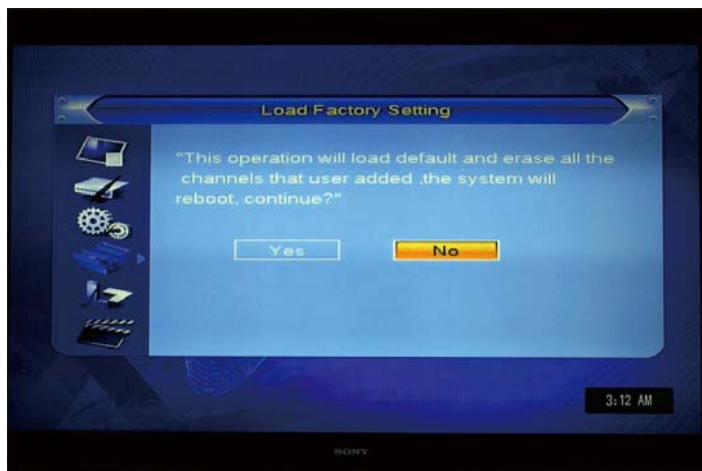 Load Factory Setting
"This operation will load default and erase all the
channels that user added ,the system will
reboot, continue?"
Yes
No
3:12 AM
SONY